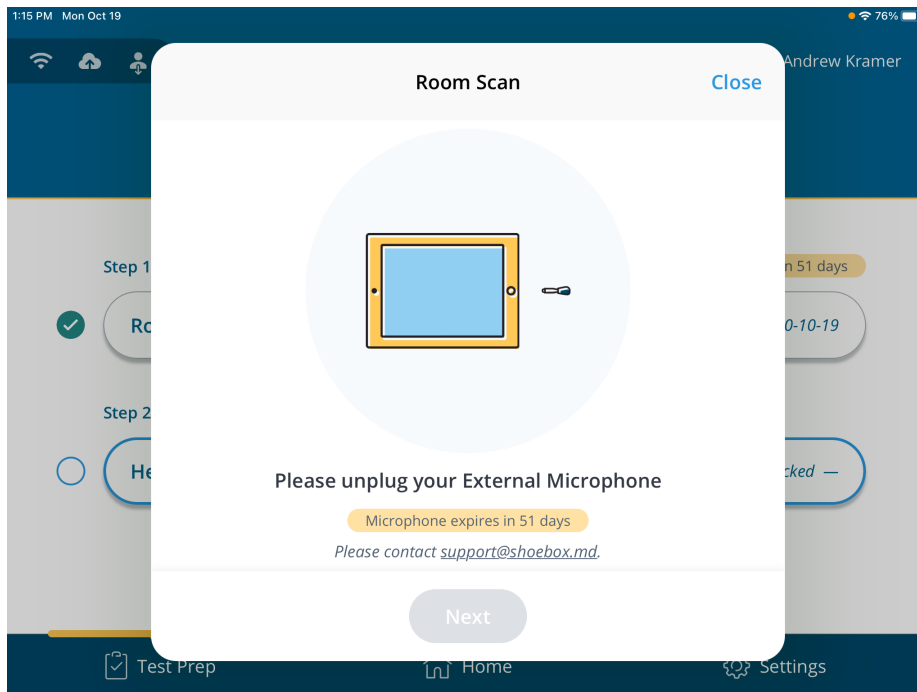 1:15 PM Mon Oct 19
76%
Room Scan
Close
Andrew Kramer
Step 1
n 51 days
Ro
0-10-19
Step 2
He
cked —
Please unplug your External Microphone
Microphone expires in 51 days
Please contact support@shoebox.md.
Next
Test Prep
Home
Settings